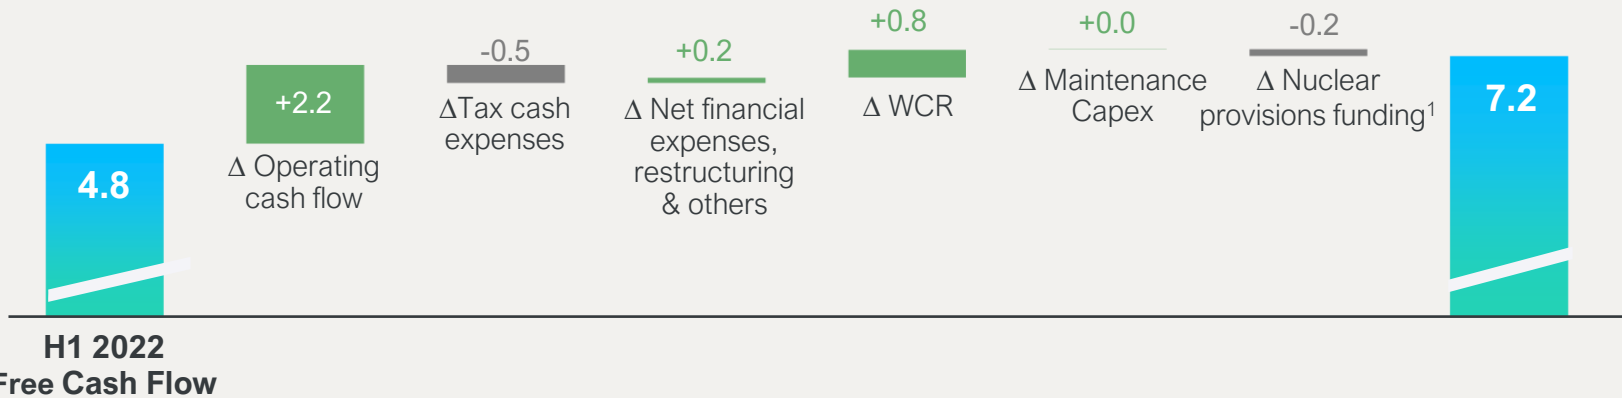 4.8
H1 2022
Free Cash Flow
+2.2
Δ Operating
cash flow
-0.5
ΔTax cash
expenses
+0.2
Δ Net financial
expenses,
restructuring
& others
+0.8
Δ WCR
+0.0
Δ Maintenance
Capex
-0.2
Δ Nuclear
provisions funding¹
7.2